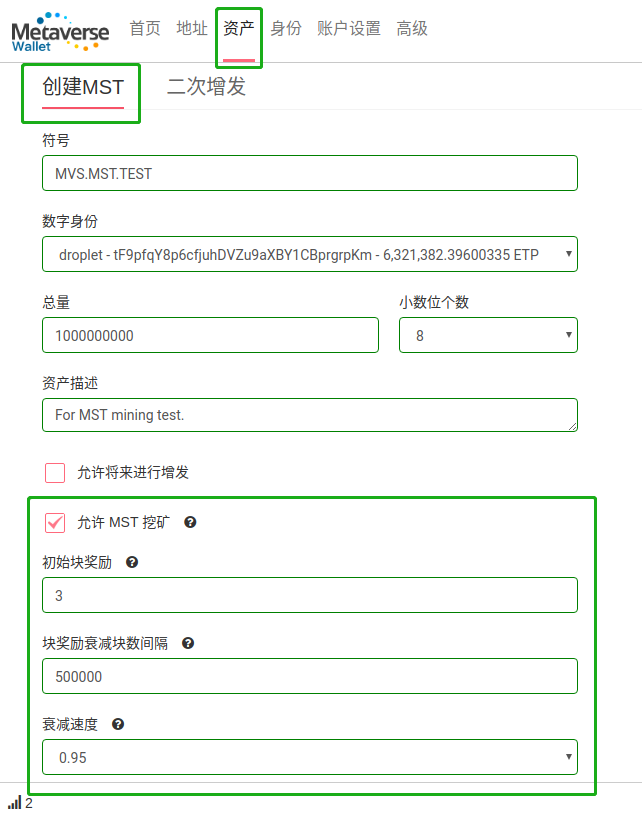 Metaverse
Wallet
首页 地址 资产 身份 账户设置 高级
创建MST 二次增发
符号
MVS.MST.TEST
数字身份
droplet - tF9pfqY8p6cfjuhDVZu9aXBY1CBprgrpKm - 6,321,382.39600335 ETP
总量 小数位个数
1000000000 8
资产描述
For MST mining test.
允许将来进行增发
允许 MST 挖矿 ?
初始块奖励 ?
3
块奖励衰减块数间隔 ?
500000
衰减速度 ?
0.95
2